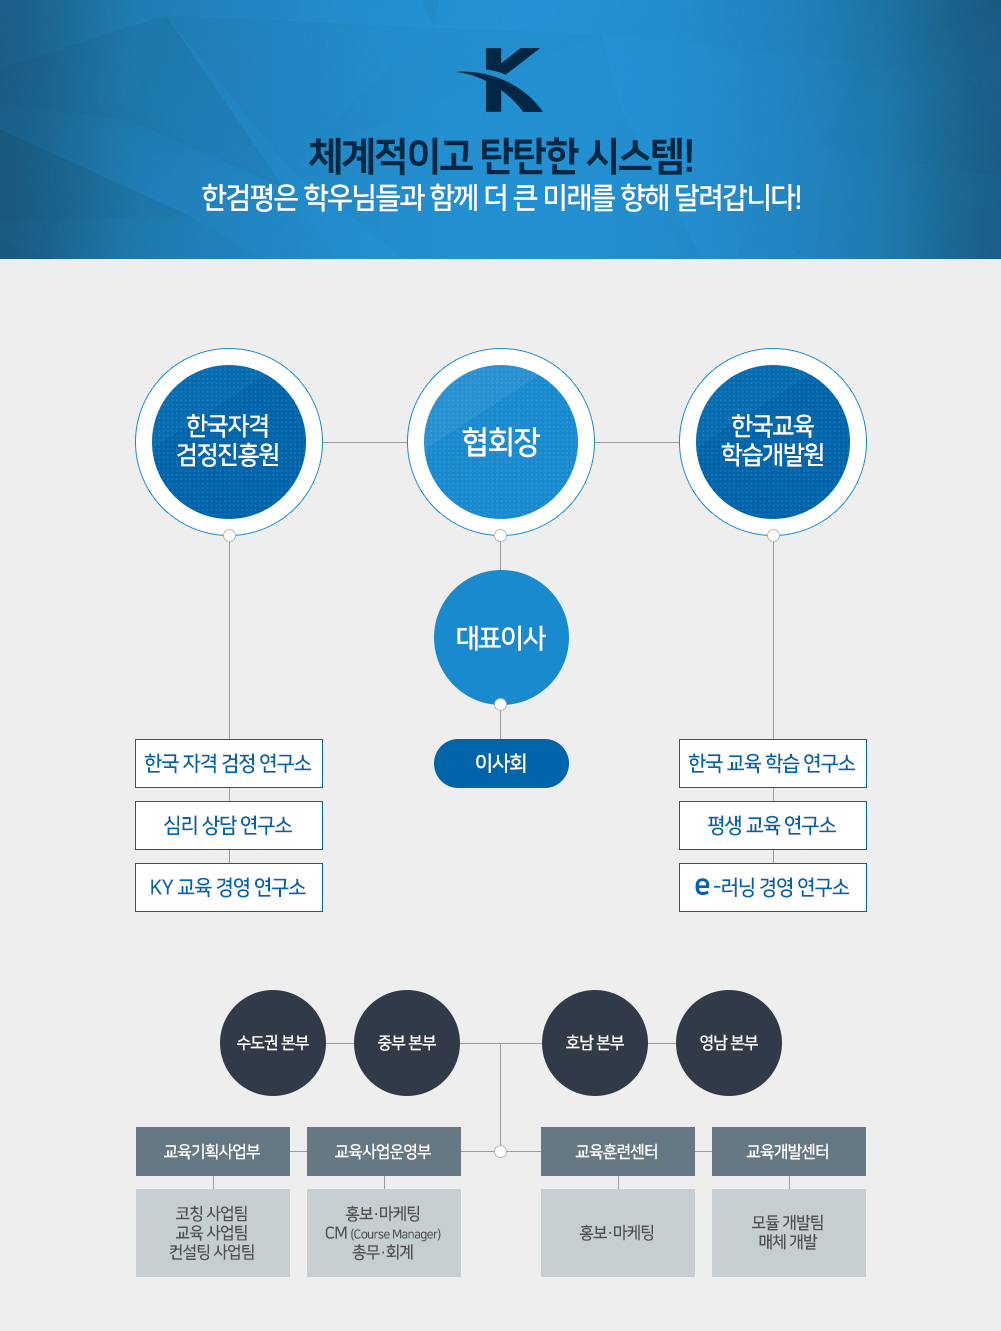 체계적이고 탄탄한 시스템!
한검평은 학우님들과 함께 더 큰 미래를 향해 달려갑니다!
한국자격
검정진흥원
협회장
한국교육
학습개발원
대표이사
한국 자격 검정 연구소
이사회
한국 교육 학습 연구소
심리 상담 연구소
평생 교육 연구소
KY 교육 경영 연구소
e -러닝 경영 연구소
수도권 본부
중부 본부
호남 본부
영남 본부
교육기획사업부
교육사업운영부
교육훈련센터
교육개발센터
코칭 사업팀
교육 사업팀
컨설팅 사업팀
홍보·마케팅
CM (Course Manager)
총무·회계
홍보·마케팅
모듈 개발팀
매체 개발